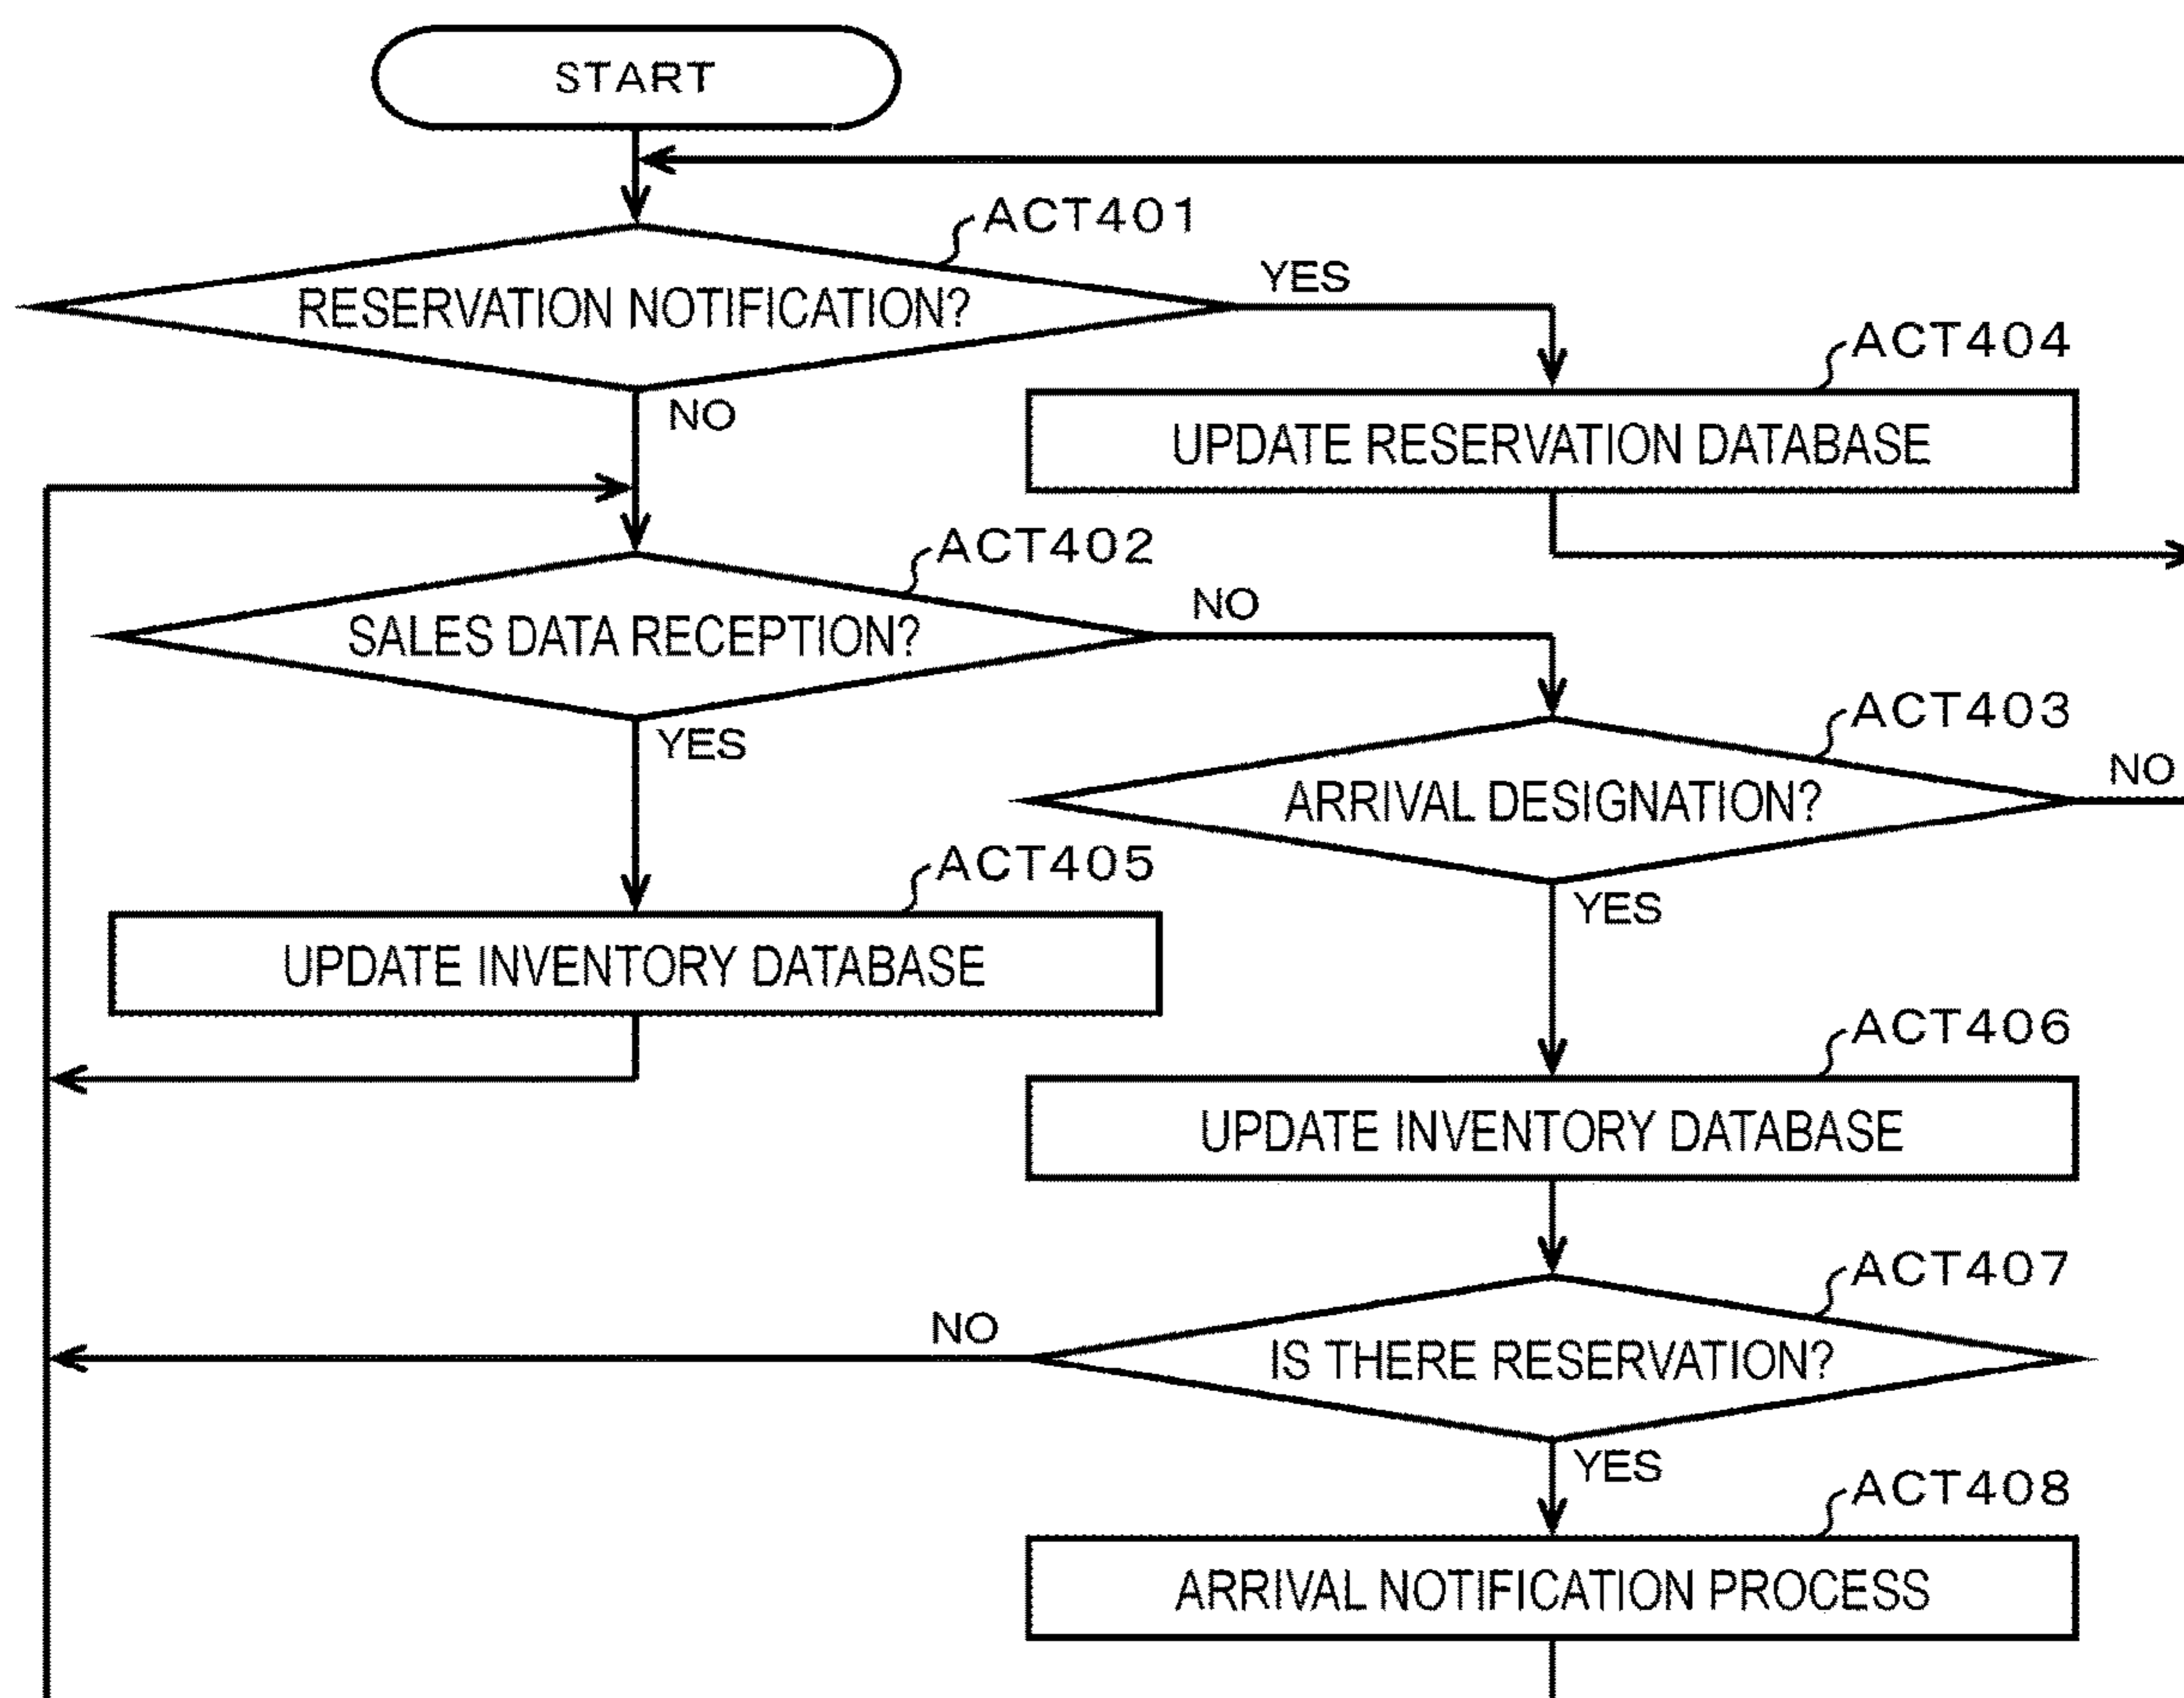 START
ACT401
RESERVATION NOTIFICATION?
YES
NO
ACT404
UPDATE RESERVATION DATABASE
ACT402
SALES DATA RECEPTION?
NO
YES
ACT403
ARRIVAL DESIGNATION?
NO
YES
ACT405
UPDATE INVENTORY DATABASE
ACT406
UPDATE INVENTORY DATABASE
ACT407
IS THERE RESERVATION?
NO
YES
ACT408
ARRIVAL NOTIFICATION PROCESS